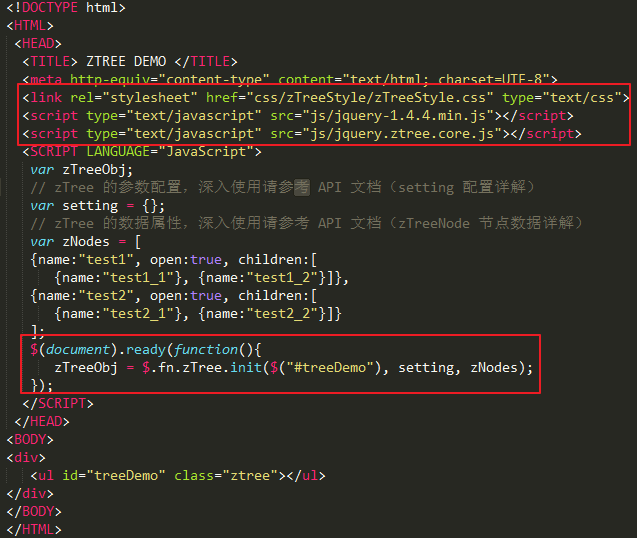 <!DOCTYPE html>
<HTML>
<HEAD>
<TITLE> ZTREE DEMO </TITLE>
<meta http-equiv="content-type" content="text/html; charset=UTF-8">
<link rel="stylesheet" href="css/zTreeStyle/zTreeStyle.css" type="text/css">
<script type="text/javascript" src="js/jquery-1.4.4.min.js"></script>
<script type="text/javascript" src="js/jquery.ztree.core.js"></script>
<SCRIPT LANGUAGE="JavaScript">
var zTreeObj;
// zTree 的参数配置，深入使用请参考 API 文档（setting 配置详解）
var setting = {};
// zTree 的数据属性，深入使用请参考 API 文档（zTreeNode 节点数据详解）
var zNodes = [
{name:"test1", open:true, children:[
{name:"test1_1"}, {name:"test1_2"}]},
{name:"test2", open:true, children:[
{name:"test2_1"}, {name:"test2_2"}]}
];
$(document).ready(function(){
zTreeObj = $.fn.zTree.init($("#treeDemo"), setting, zNodes);
});
</SCRIPT>
</HEAD>
<BODY>
<div>
<ul id="treeDemo" class="ztree"></ul>
</div>
</BODY>
</HTML>